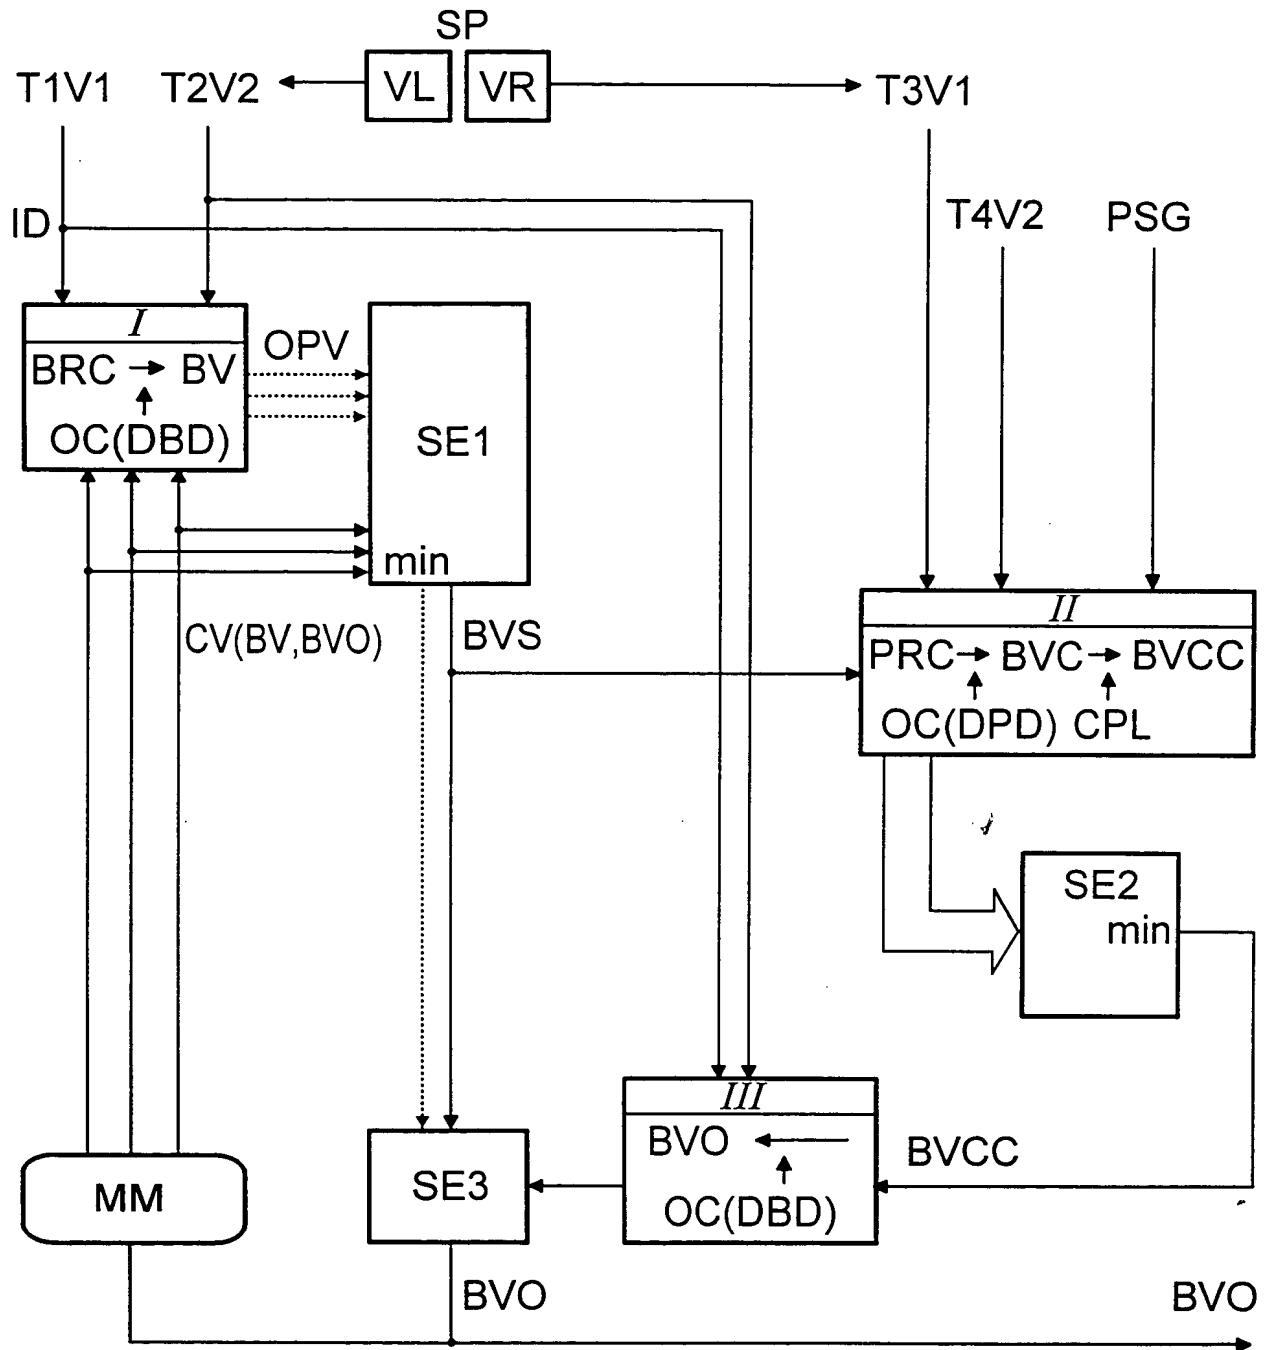 SP
T1V1 T2V2 VL VR T3V1
ID T4V2 PSG
I
OPV
BRC BV
OC(DBD)
SE1
min
CV(BV,BVO)
BVS
II
PRC BVC BVCC
OC(DPD) CPL
SE2
min
III
BVO
OC(DBD)
BVCC
MM
SE3
BVO BVO